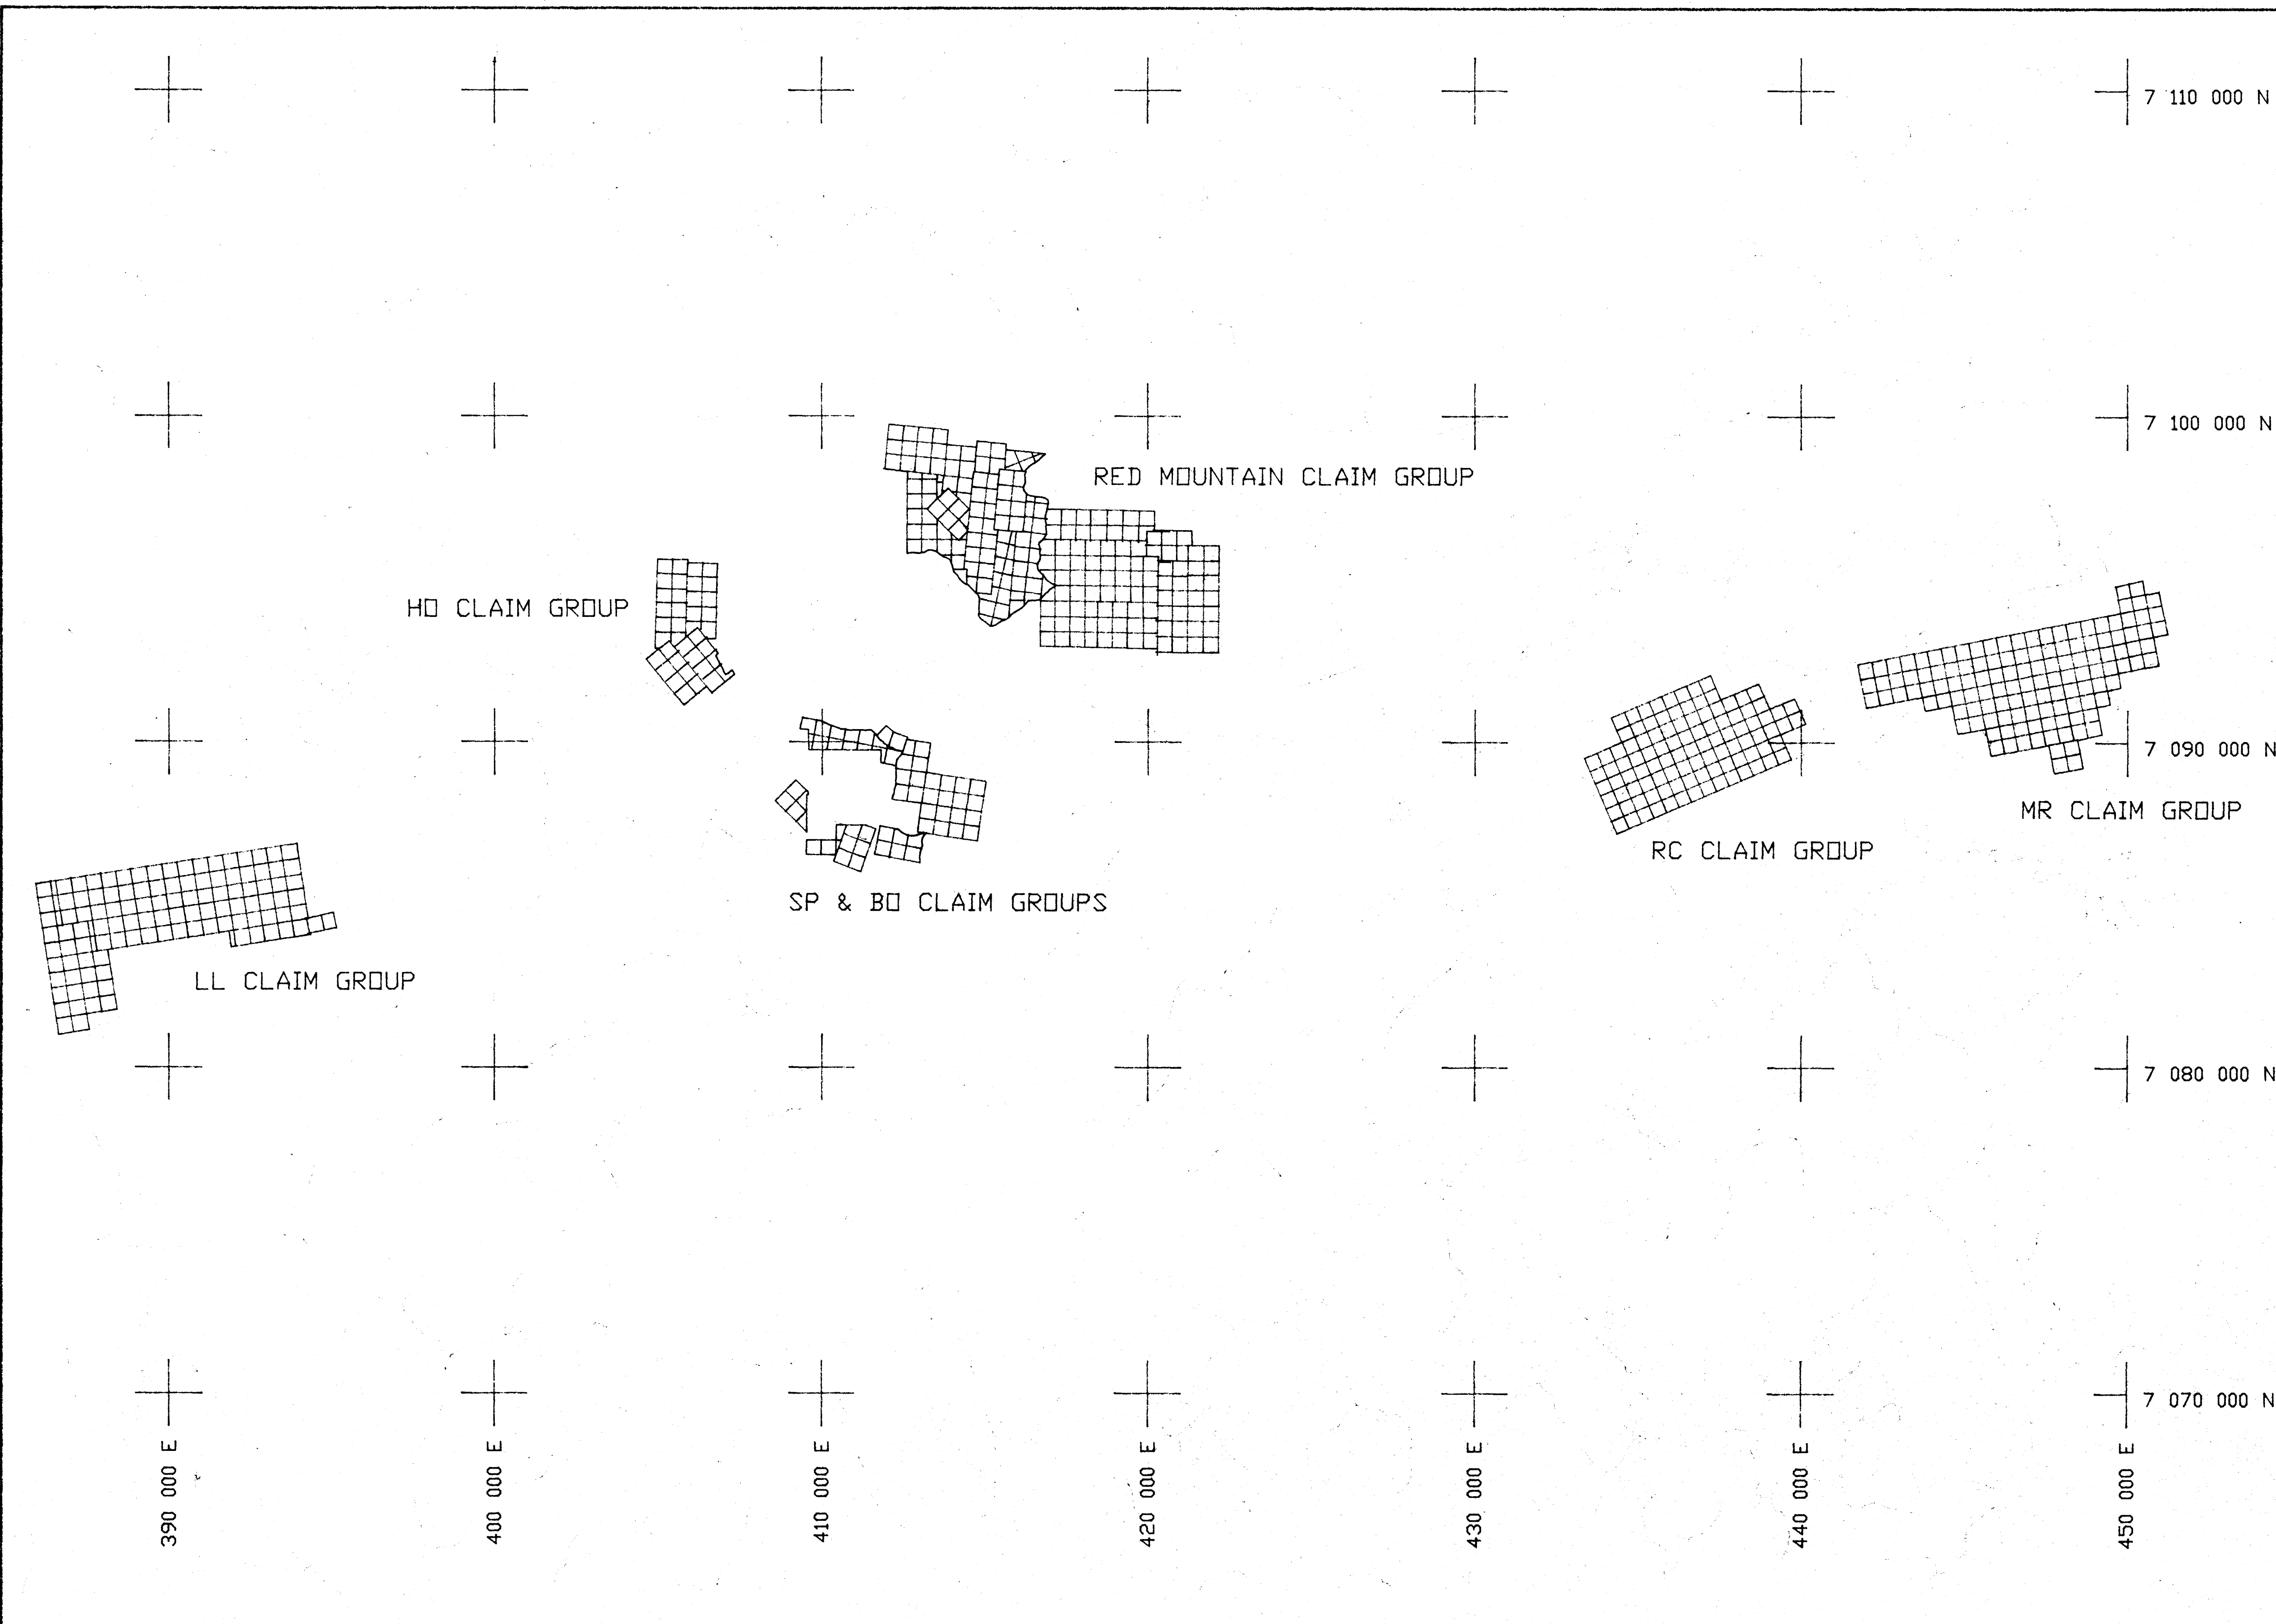 7 110 000 N
7 100 000 N
RED MOUNTAIN CLAIM GROUP
HO CLAIM GROUP
7 090 000 N
MR CLAIM GROUP
RC CLAIM GROUP
SP & BO CLAIM GROUPS
LL CLAIM GROUP
7 080 000 N
7 070 000 N
390 000 E
400 000 E
410 000 E
420 000 E
430 000 E
440 000 E
450 000 E